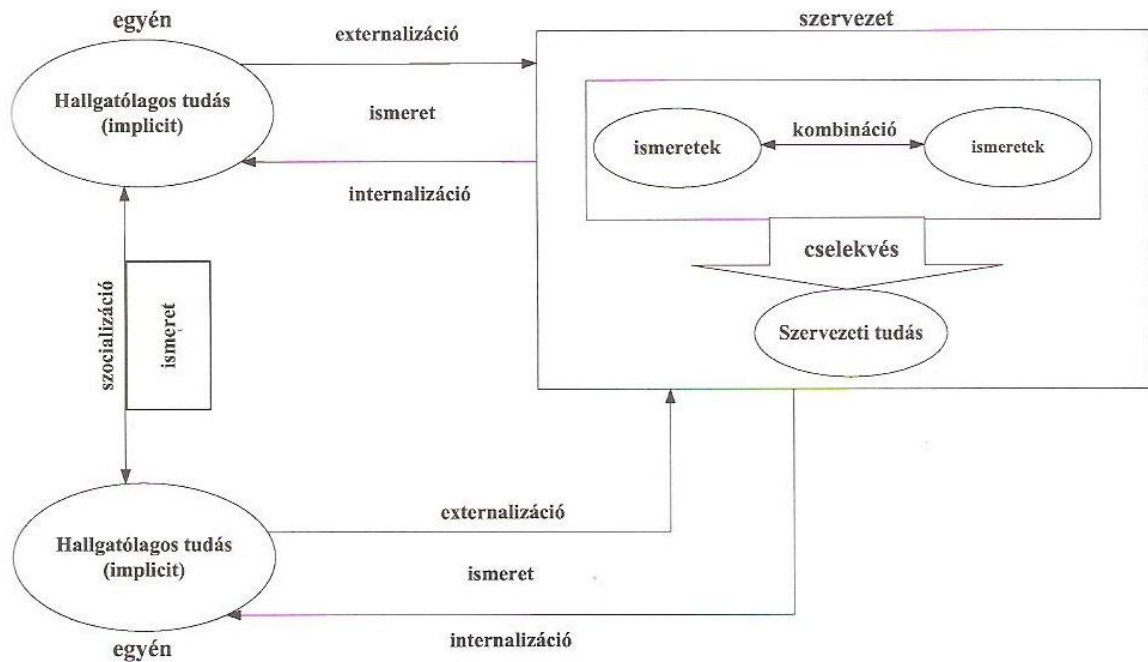 egyén
szervezet
externalizáció
Hallgatólagos tudás
(implicit)
ismeret
ismeretek
kombináció
ismeretek
internalizáció
cselekvés
szocializáció
ismeret
Szervezeti tudás
externalizáció
Hallgatólagos tudás
(implicit)
ismeret
internalizáció
egyén